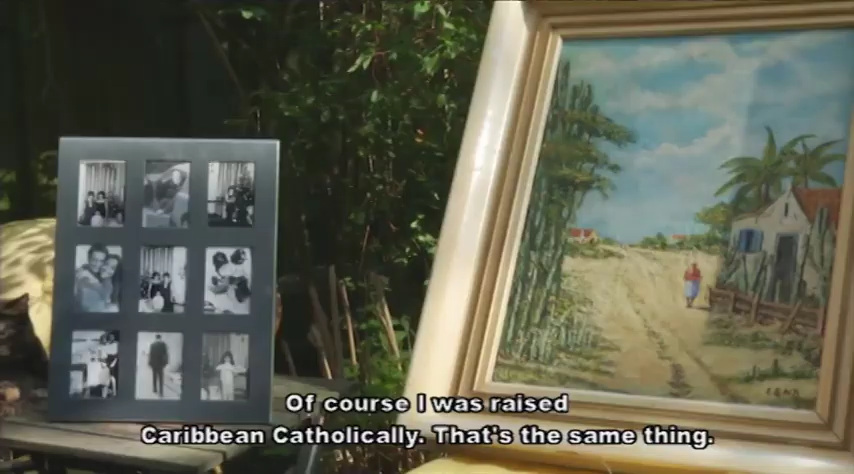 Of course I was raised
Caribbean Catholically. That's the same thing.